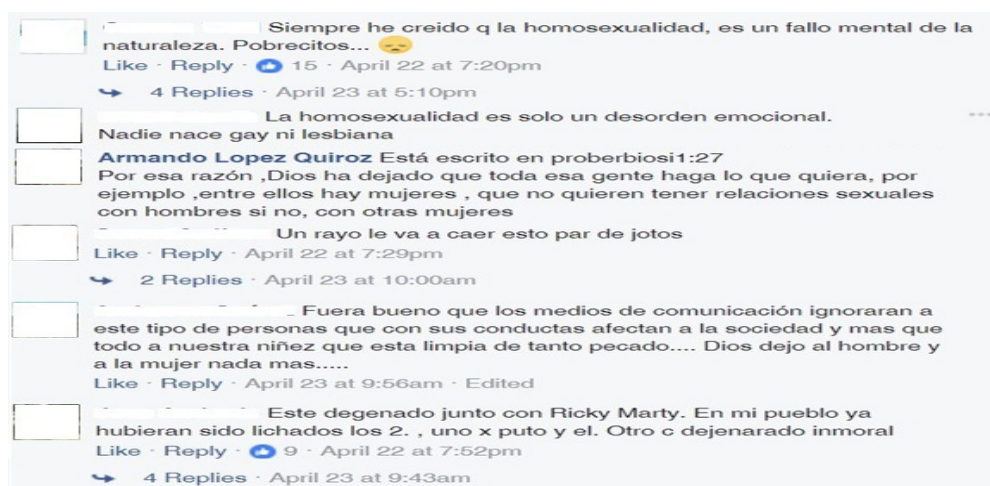 Siempre he creido q la homosexualidad, es un fallo mental de la
naturaleza. Pobrecitos...
Like · Reply · 15 · April 22 at 7:20pm
4 Replies · April 23 at 5:10pm
La homosexualidad es solo un desorden emocional.
Nadie nace gay ni lesbiana
Armando Lopez Quiroz Está escrito en proberbiosi1:27
Por esa razón ,Dios ha dejado que toda esa gente haga lo que quiera, por
ejemplo ,entre ellos hay mujeres , que no quieren tener relaciones sexuales
con hombres si no, con otras mujeres
Un rayo le va a caer esto par de jotos
Like · Reply · April 22 at 7:29pm
2 Replies · April 23 at 10:00am
Fuera bueno que los medios de comunicación ignoraran a
este tipo de personas que con sus conductas afectan a la sociedad y mas que
todo a nuestra niñez que esta limpia de tanto pecado.... Dios dejo al hombre y
a la mujer nada mas.....
Like · Reply · April 23 at 9:56am · Edited
Este degenado junto con Ricky Marty. En mi pueblo ya
hubieran sido lichados los 2. , uno x puto y el. Otro c dejenarado inmoral
Like · Reply · 9 · April 22 at 7:52pm
4 Replies · April 23 at 9:43am